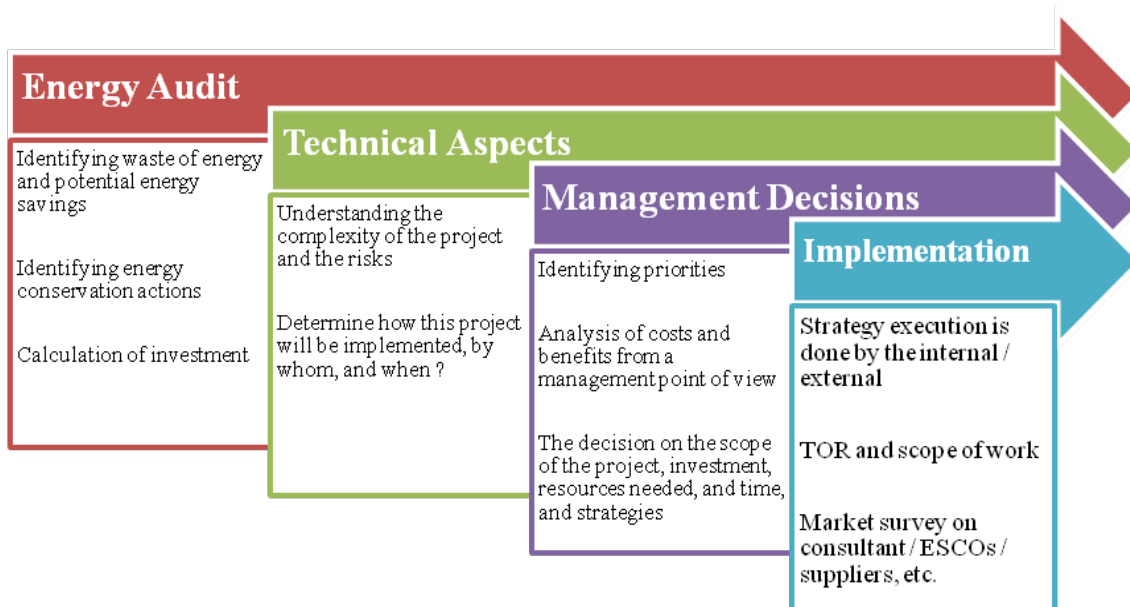 Energy Audit
Identifying waste of energy
and potential energy
savings
Identifying energy
conservation actions
Calculation of investment
Technical Aspects
Understanding the
complexity of the project
and the risks
Determine how this project
will be implemented, by
whom, and when ?
Management Decisions
Identifying priorities
Analysis of costs and
benefits from a
management point of view
The decision on the scope
of the project, investment,
resources needed, and time,
and strategies
Implementation
Strategy execution is
done by the internal /
external
TOR and scope of work
Market survey on
consultant / ESCOs /
suppliers, etc.